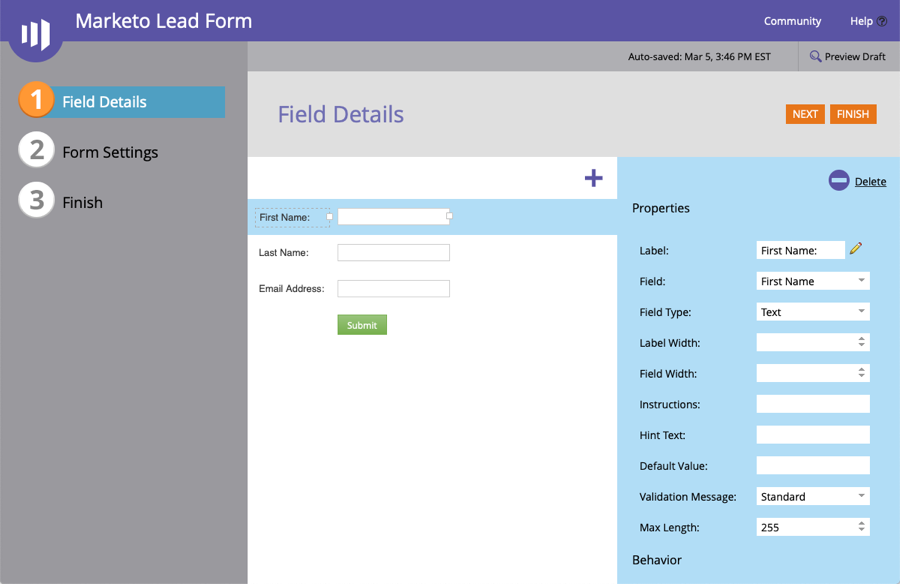 Marketo Lead Form
Community Help ?
Auto-saved: Mar 5, 3:46 PM EST Preview Draft
1 Field Details
2 Form Settings
3 Finish
Field Details
NEXT FINISH
Delete
Properties
First Name:
Last Name:
Email Address:
Submit
Label: First Name:
Field: First Name
Field Type: Text
Label Width:
Field Width:
Instructions:
Hint Text:
Default Value:
Validation Message: Standard
Max Length: 255
Behavior